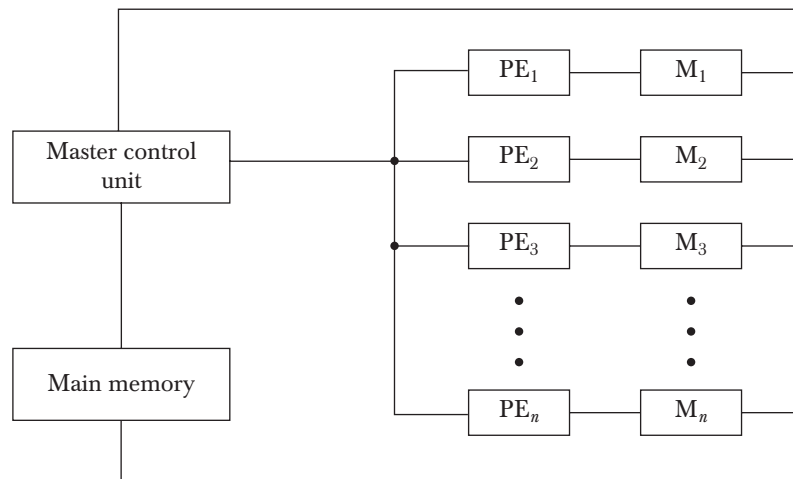 PE₁ M₁
Master control
unit
PE₂ M₂
PE₃ M₃
Main memory
PEₙ Mₙ